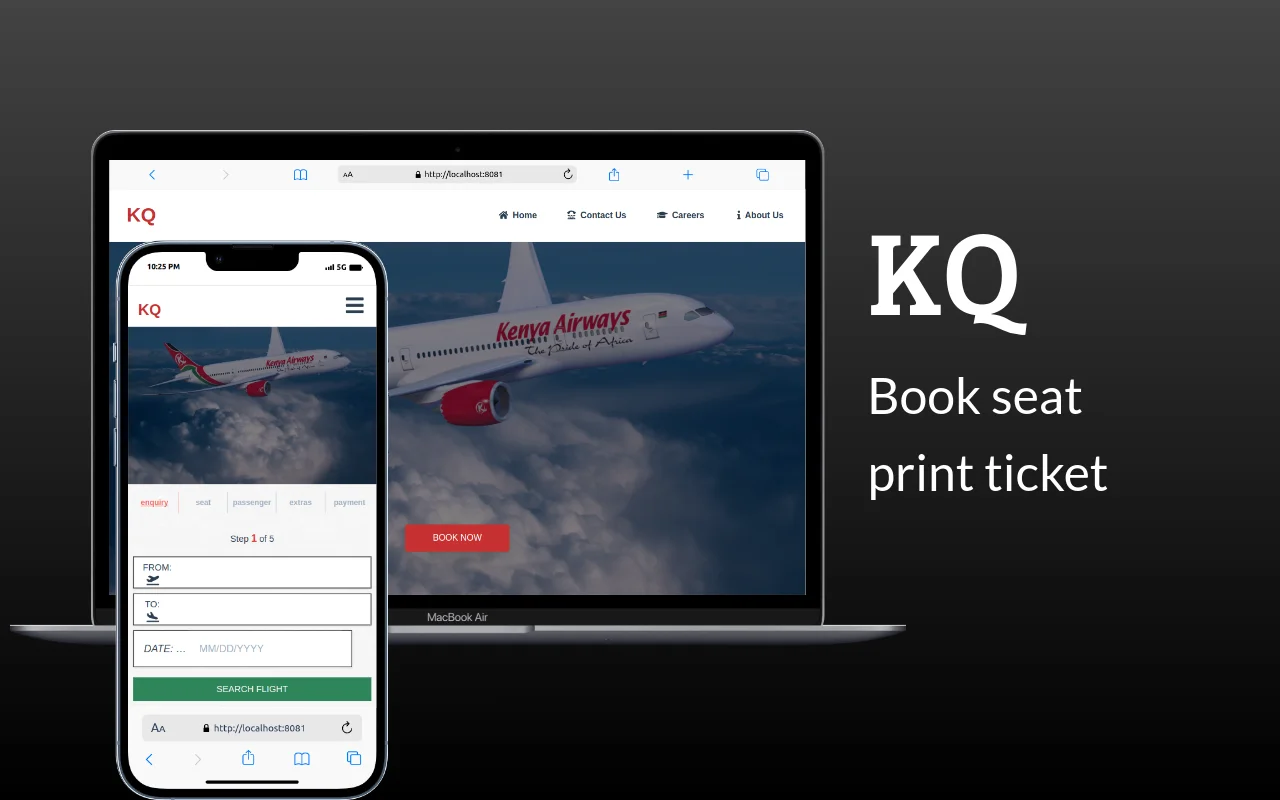 AA http://localhost:8081
KQ
Home Contact Us Careers About Us
Kenya Airways
The Pride of Africa
BOOK NOW
MacBook Air
10:25 PM 5G
KQ
Kenya Airways
enquiry seat passenger extras payment
Step 1 of 5
FROM:
TO:
DATE: ... MM/DD/YYYY
SEARCH FLIGHT
AA http://localhost:8081
KQ
Book seat
print ticket